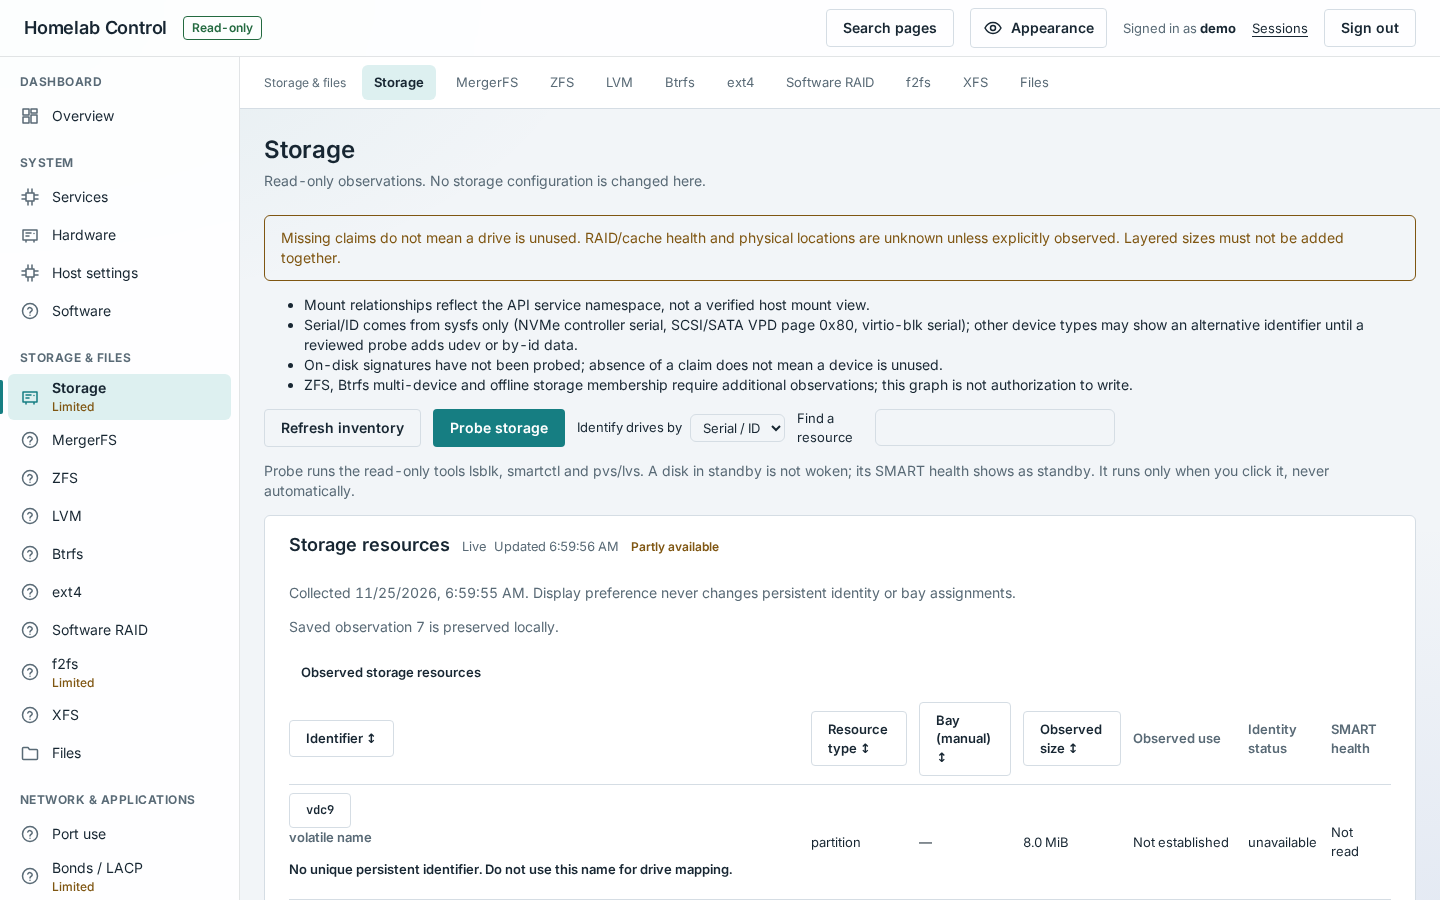 Homelab Control
Read-only
Search pages
Appearance
Signed in as demo
Sessions
Sign out
DASHBOARD
Overview
SYSTEM
Services
Hardware
Host settings
Software
STORAGE & FILES
Storage
Limited
MergerFS
ZFS
LVM
Btrfs
ext4
Software RAID
f2fs
Limited
XFS
Files
NETWORK & APPLICATIONS
Port use
Bonds / LACP
Limited
Storage & files
Storage
MergerFS
ZFS
LVM
Btrfs
ext4
Software RAID
f2fs
XFS
Files
Storage
Read-only observations. No storage configuration is changed here.
Missing claims do not mean a drive is unused. RAID/cache health and physical locations are unknown unless explicitly observed. Layered sizes must not be added
together.
• Mount relationships reflect the API service namespace, not a verified host mount view.
• Serial/ID comes from sysfs only (NVMe controller serial, SCSI/SATA VPD page 0x80, virtio-blk serial); other device types may show an alternative identifier until a
reviewed probe adds udev or by-id data.
• On-disk signatures have not been probed; absence of a claim does not mean a device is unused.
• ZFS, Btrfs multi-device and offline storage membership require additional observations; this graph is not authorization to write.
Refresh inventory
Probe storage
Identify drives by
Serial / ID
Find a
resource
Probe runs the read-only tools lsblk, smartctl and pvs/lvs. A disk in standby is not woken; its SMART health shows as standby. It runs only when you click it, never
automatically.
Storage resources
Live
Updated 6:59:56 AM
Partly available
Collected 11/25/2026, 6:59:55 AM. Display preference never changes persistent identity or bay assignments.
Saved observation 7 is preserved locally.
Observed storage resources
Identifier ↕
Resource
type ↕
Bay
(manual)
↕
Observed
size ↕
Observed use
Identity
status
SMART
health
vdc9
volatile name
No unique persistent identifier. Do not use this name for drive mapping.
partition
—
8.0 MiB
Not established
unavailable
Not
read